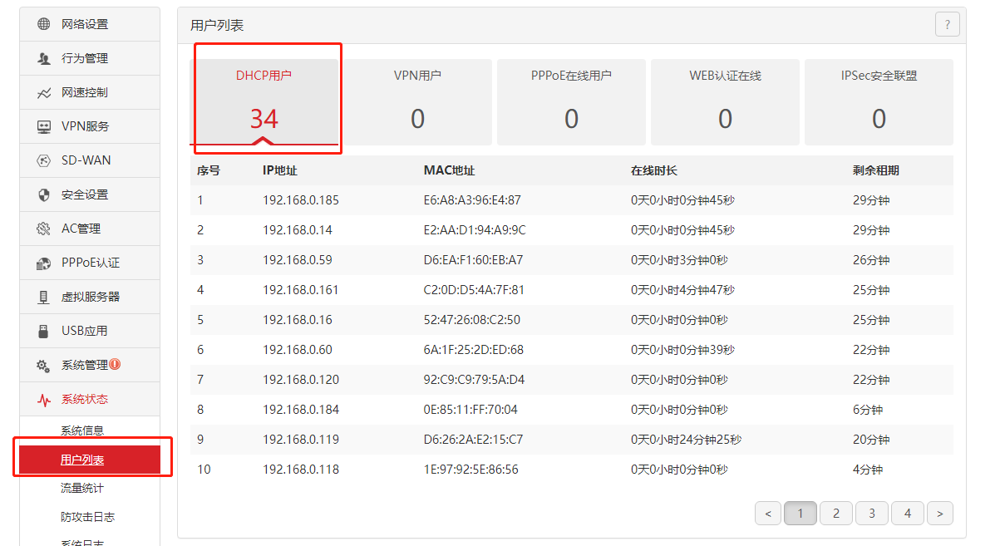 网络设置
行为管理
网速控制
VPN服务
SD-WAN
安全设置
AC管理
PPPoE认证
虚拟服务器
USB应用
系统管理
系统状态
系统信息
用户列表
流量统计
防攻击日志
系统日志
用户列表 ?
DHCP用户 VPN用户 PPPoE在线用户 WEB认证在线 IPSec安全联盟
34 0 0 0 0
序号 IP地址 MAC地址 在线时长 剩余租期
1 192.168.0.185 E6:A8:A3:96:E4:87 0天0小时0分钟45秒 29分钟
2 192.168.0.14 E2:AA:D1:94:A9:9C 0天0小时0分钟45秒 29分钟
3 192.168.0.59 D6:EA:F1:60:EB:A7 0天0小时3分钟0秒 26分钟
4 192.168.0.161 C2:0D:D5:4A:7F:81 0天0小时4分钟47秒 25分钟
5 192.168.0.16 52:47:26:08:C2:50 0天0小时0分钟0秒 25分钟
6 192.168.0.60 6A:1F:25:2D:ED:68 0天0小时0分钟39秒 22分钟
7 192.168.0.120 92:C9:C9:79:5A:D4 0天0小时0分钟0秒 22分钟
8 192.168.0.184 0E:85:11:FF:70:04 0天0小时0分钟0秒 6分钟
9 192.168.0.119 D6:26:2A:E2:15:C7 0天0小时24分钟25秒 20分钟
10 192.168.0.118 1E:97:92:5E:86:56 0天0小时0分钟0秒 4分钟
< 1 2 3 4 >